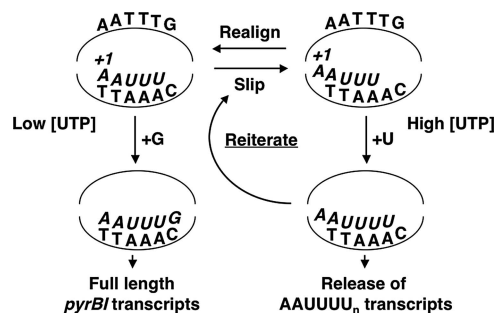 AATTTG
Realign
AATTTG
+1
+1
AAUUU
Slip
AAUUU
TTAAAC
TTAAAC
Low [UTP]
+G
Reiterate
+U
High [UTP]
AAUUUG
AAUUUU
TTAAAC
TTAAAC
Full length
pyrBI transcripts
Release of
AAUUUUn transcripts